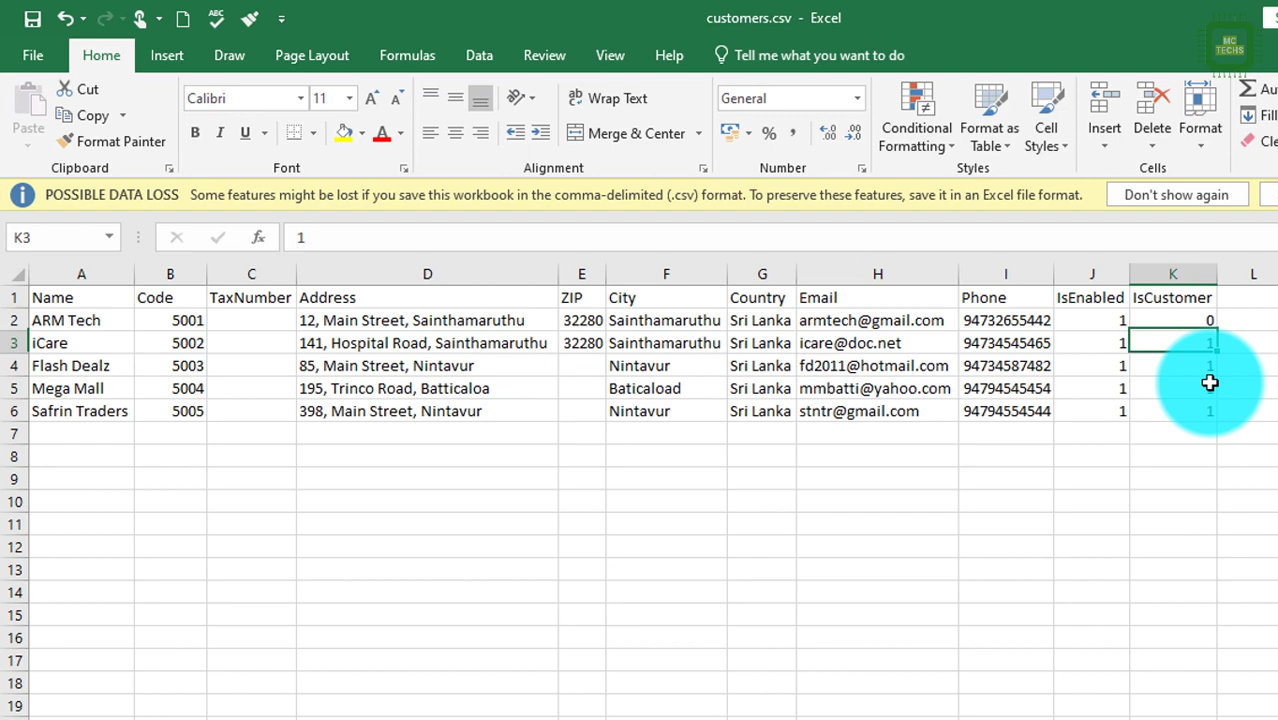 customers.csv - Excel
MC TECHS
File Home Insert Draw Page Layout Formulas Data Review View Help Tell me what you want to do
Paste
Cut
Copy
Format Painter
Clipboard
Calibri 11
B I U
Font
Wrap Text
Merge & Center
Alignment
General
Number
Conditional Formatting
Format as Table
Cell Styles
Styles
Insert
Delete
Format
Cells
Au
Fill
Cle
POSSIBLE DATA LOSS Some features might be lost if you save this workbook in the comma-delimited (.csv) format. To preserve these features, save it in an Excel file format. Don't show again
K3 fx 1
A B C D E F G H I J K L
1 Name Code TaxNumber Address ZIP City Country Email Phone IsEnabled IsCustomer
2 ARM Tech 5001 12, Main Street, Sainthamaruthu 32280 Sainthamaruthu Sri Lanka armtech@gmail.com 94732655442 1 0
3 iCare 5002 141, Hospital Road, Sainthamaruthu 32280 Sainthamaruthu Sri Lanka icare@doc.net 94734545465 1 1
4 Flash Dealz 5003 85, Main Street, Nintavur Nintavur Sri Lanka fd2011@hotmail.com 94734587482 1 1
5 Mega Mall 5004 195, Trinco Road, Batticaloa Baticaload Sri Lanka mmbatti@yahoo.com 94794545454 1
6 Safrin Traders 5005 398, Main Street, Nintavur Nintavur Sri Lanka stntr@gmail.com 94794554544 1 1
7
8
9
10
11
12
13
14
15
16
17
18
19